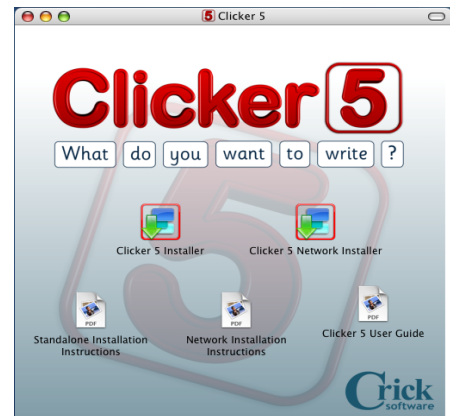 Clicker 5
Clicker 5
What do you want to write ?
Clicker 5 Installer
Clicker 5 Network Installer
PDF
PDF
PDF
Standalone Installation
Instructions
Network Installation
Instructions
Clicker 5 User Guide
Crick
software